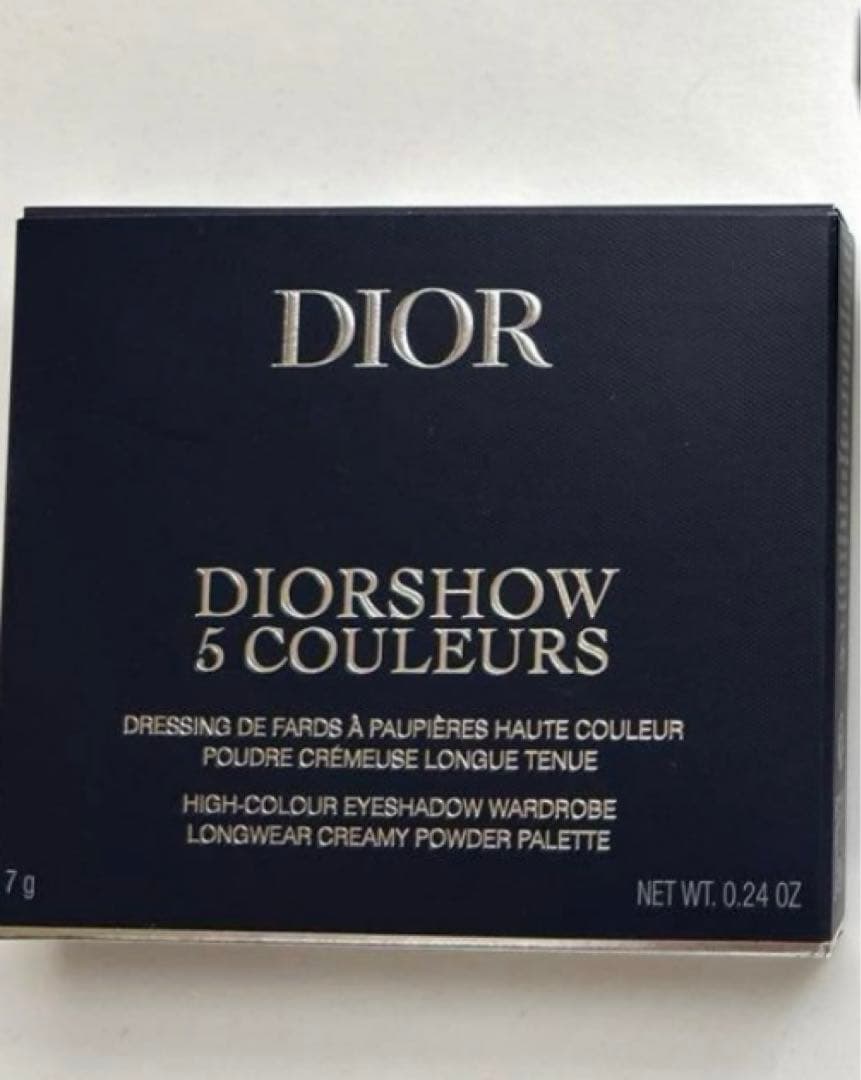 DIOR
DIORSHOW
5 COULEURS
DRESSING DE FARDS À PAUPIÈRES HAUTE COULEUR
POUDRE CRÉMEUSE LONGUE TENUE
HIGH-COLOUR EYESHADOW WARDROBE
LONGWEAR CREAMY POWDER PALETTE
7 g
NET WT. 0.24 OZ